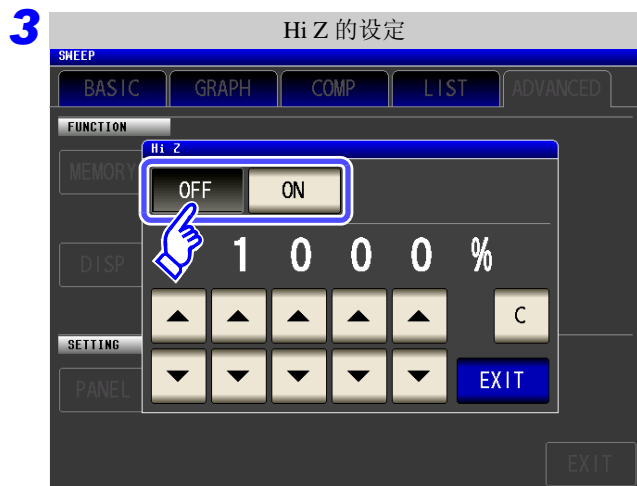 3
Hi Z 的设定
SWEEP
BASIC GRAPH COMP LIST ADVANCED
FUNCTION
Hi Z
MEMORY
OFF ON
DISP
1 0 0 0 %
C
SETTING
PANEL
EXIT
EXIT